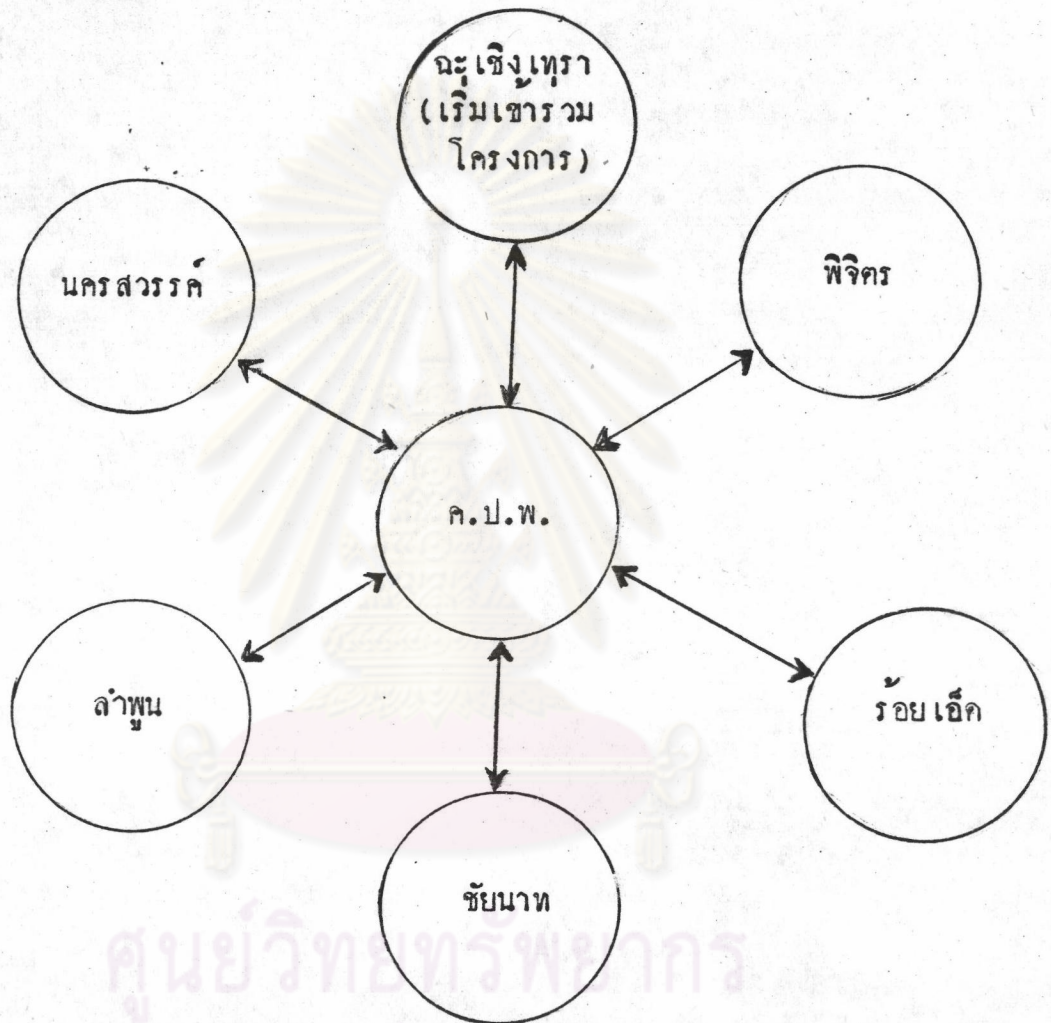 ฉะเชิงเทุรา
(เริ่มเข้ารวม
โครงการ)
นครสวรรค์
พิจิตร
ค.ป.พ.
ลำพูน
ร้อยเอ็ค
ชัยนาท
ศูนย์วิทยทรัพยากร